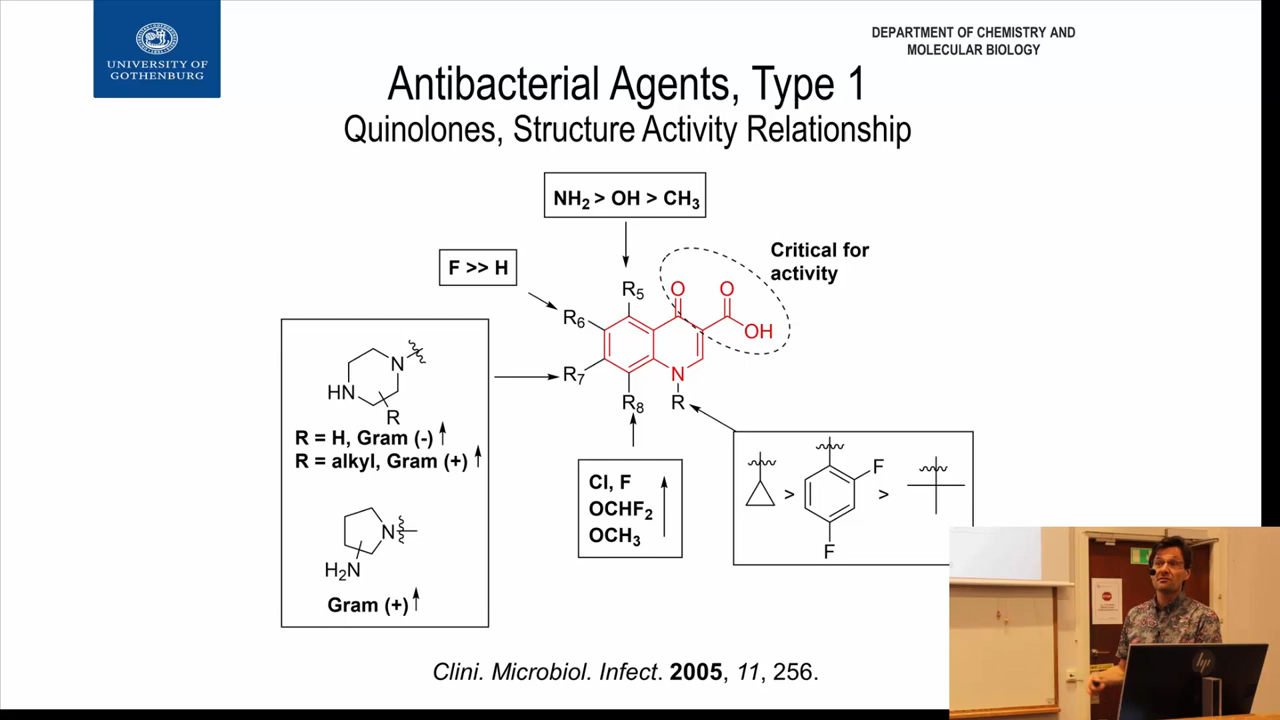 UNIVERSITY OF
GOTHENBURG
DEPARTMENT OF CHEMISTRY AND
MOLECULAR BIOLOGY
Antibacterial Agents, Type 1
Quinolones, Structure Activity Relationship
NH₂ > OH > CH₃
Critical for
activity
F >> H
R₅
O
O
R₆
OH
R₇
N
R₈
R
N
HN
R
R = H, Gram (-)
R = alkyl, Gram (+)
N
H₂N
Gram (+)
Cl, F
OCHF₂
OCH₃
>
F
>
F
Clini. Microbiol. Infect. 2005, 11, 256.
hp